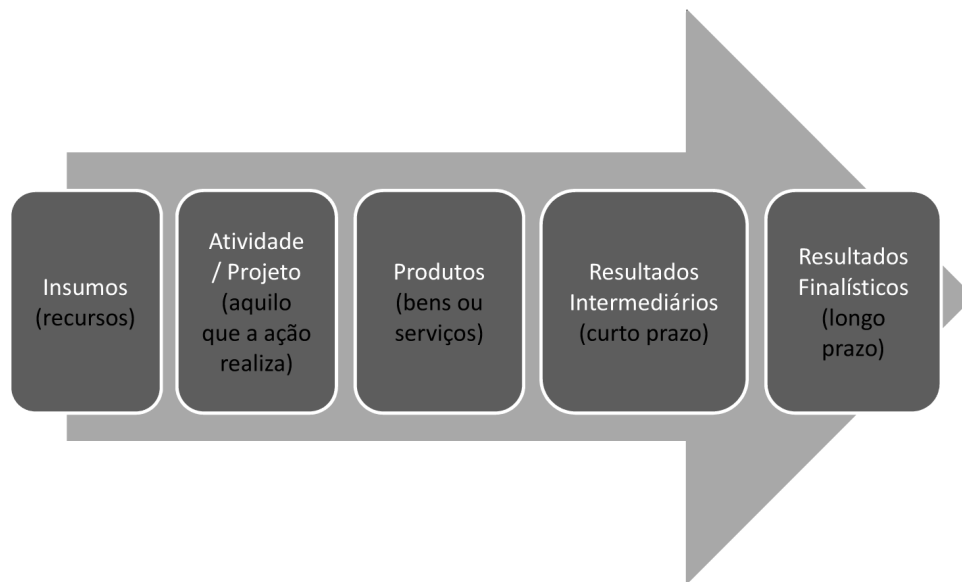 Insumos
(recursos)
Atividade
/ Projeto
(aquilo
que a ação
realiza)
Produtos
(bens ou
serviços)
Resultados
Intermediários
(curto prazo)
Resultados
Finalísticos
(longo
prazo)